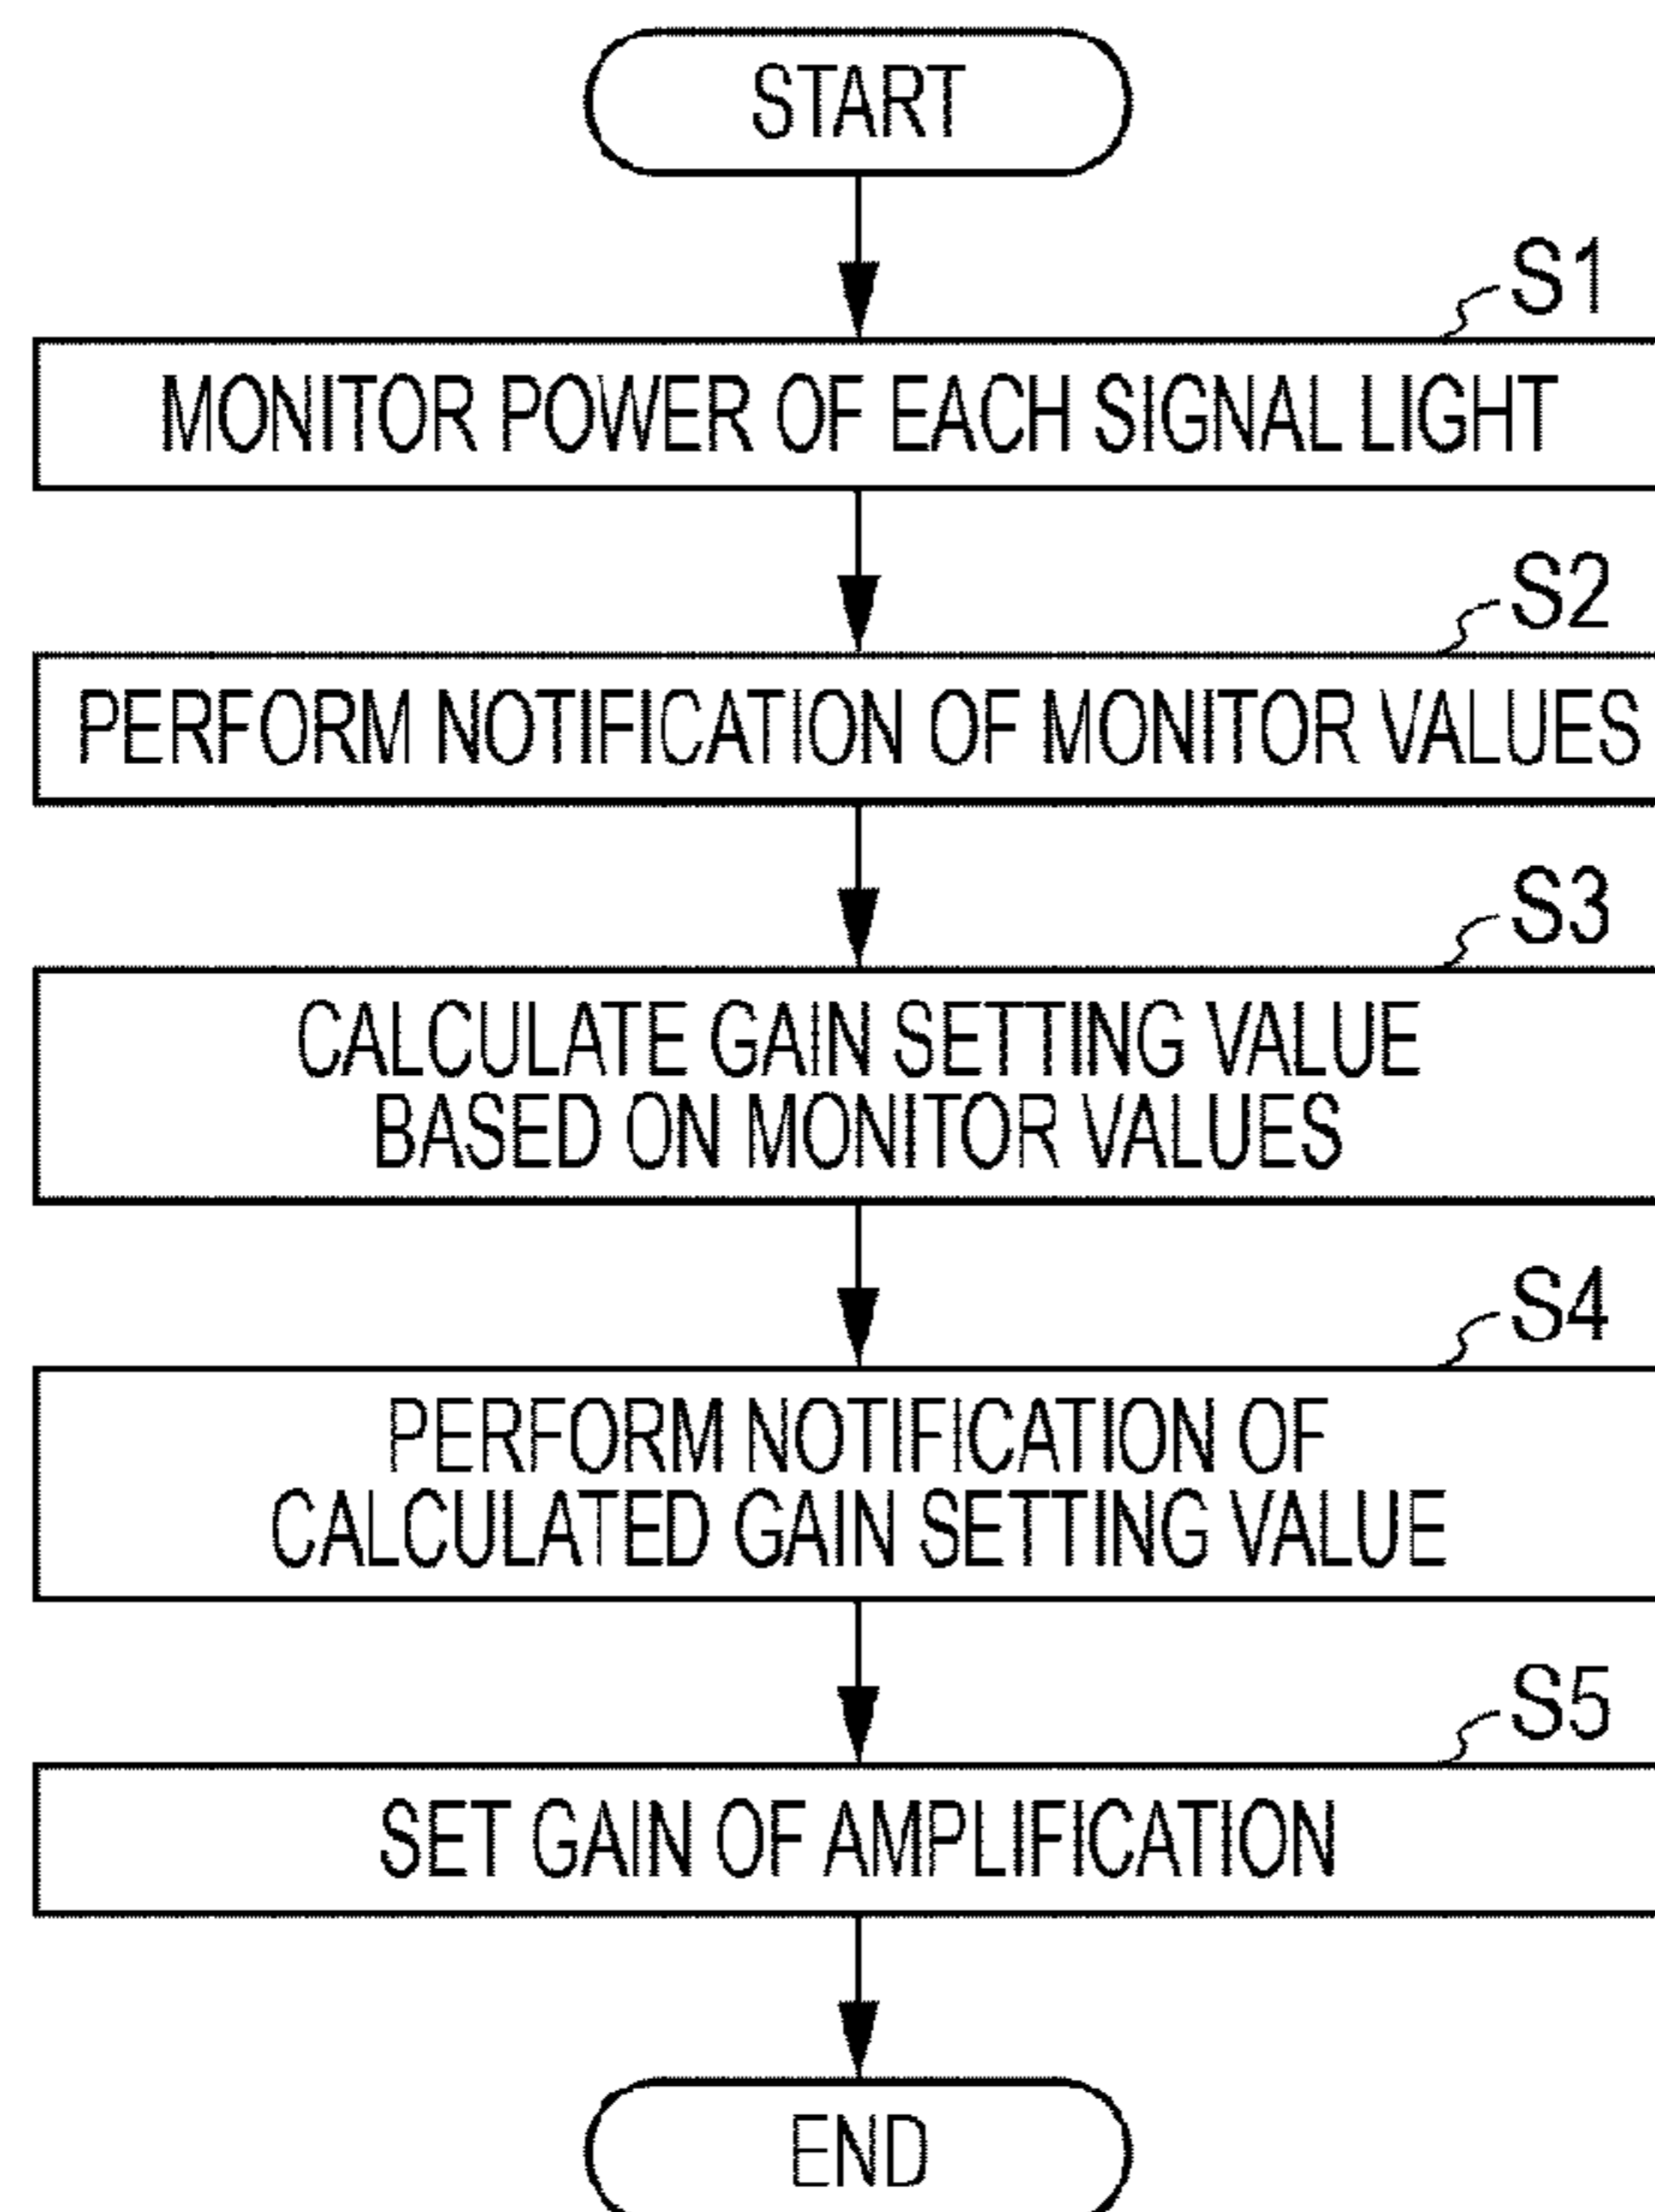 START
S1
MONITOR POWER OF EACH SIGNAL LIGHT
S2
PERFORM NOTIFICATION OF MONITOR VALUES
S3
CALCULATE GAIN SETTING VALUE
BASED ON MONITOR VALUES
S4
PERFORM NOTIFICATION OF
CALCULATED GAIN SETTING VALUE
S5
SET GAIN OF AMPLIFICATION
END